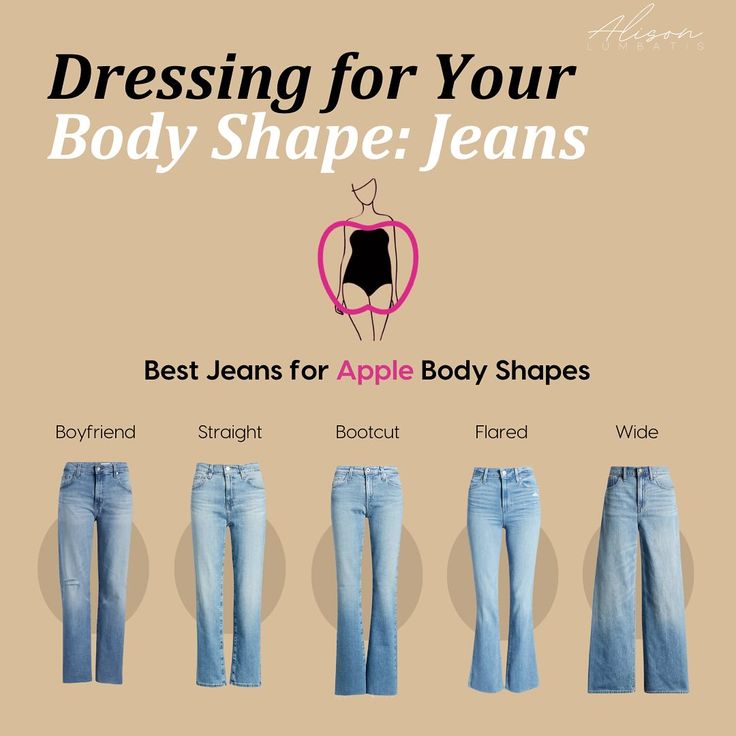 Alison
LUMBATIS
Dressing for Your
Body Shape: Jeans
Best Jeans for Apple Body Shapes
Boyfriend Straight Bootcut Flared Wide